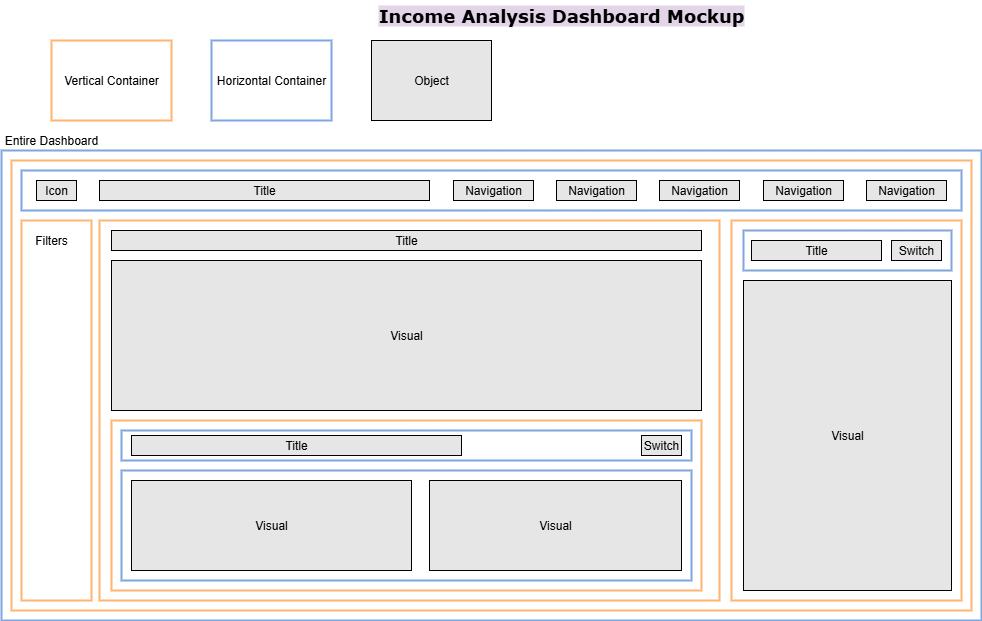 Income Analysis Dashboard Mockup
Vertical Container
Horizontal Container
Object
Entire Dashboard
Icon
Title
Navigation
Navigation
Navigation
Navigation
Navigation
Filters
Title
Visual
Title
Switch
Visual
Visual
Title
Switch
Visual